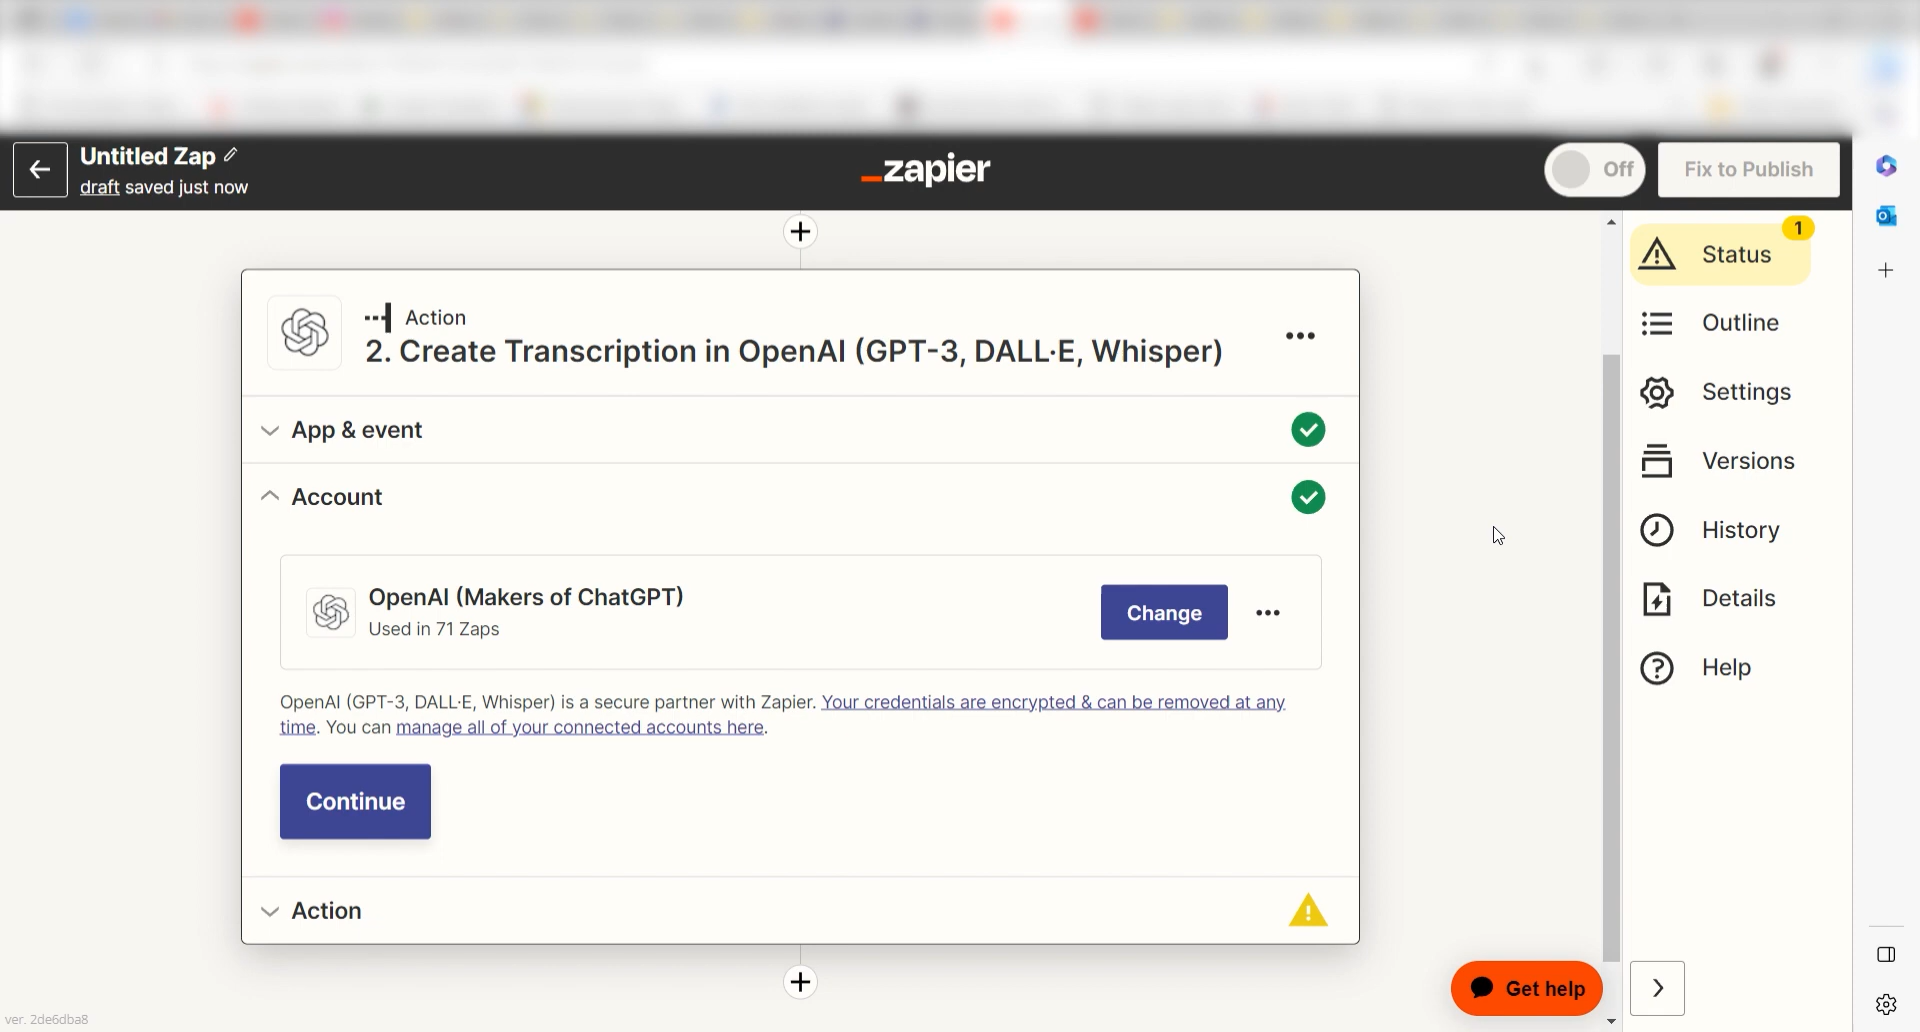 Untitled Zap
draft saved just now
zapier
Off
Fix to Publish
1
Status
Outline
Settings
Versions
History
Details
Help
Action
2. Create Transcription in OpenAI (GPT-3, DALL·E, Whisper)
App & event
Account
OpenAI (Makers of ChatGPT)
Used in 71 Zaps
Change
OpenAI (GPT-3, DALL·E, Whisper) is a secure partner with Zapier. Your credentials are encrypted & can be removed at any
time. You can manage all of your connected accounts here.
Continue
Action
Get help
ver. 2de6dba8